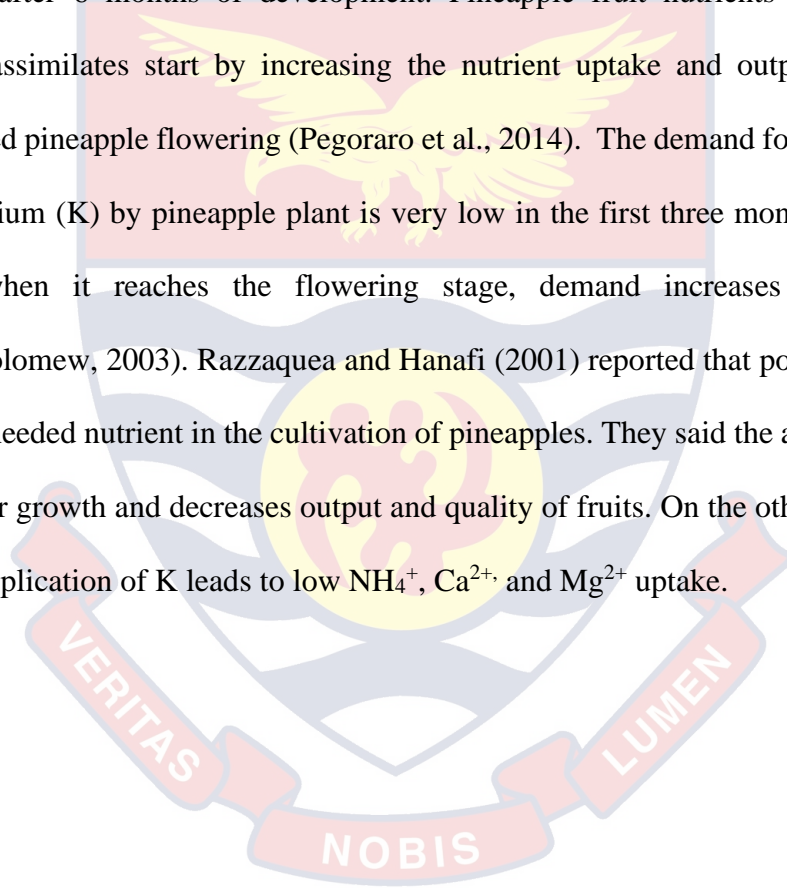 after 6 months of development. Pineapple fruit nutrients
assimilates start by increasing the nutrient uptake and outp
d pineapple flowering (Pegoraro et al., 2014). The demand fo
ium (K) by pineapple plant is very low in the first three mon
when it reaches the flowering stage, demand increases
olomew, 2003). Razzaquea and Hanafi (2001) reported that po
needed nutrient in the cultivation of pineapples. They said the a
r growth and decreases output and quality of fruits. On the oth
plication of K leads to low NH₄⁺, Ca²⁺, and Mg²⁺ uptake.
VERITAS
NOBIS
LUMEN